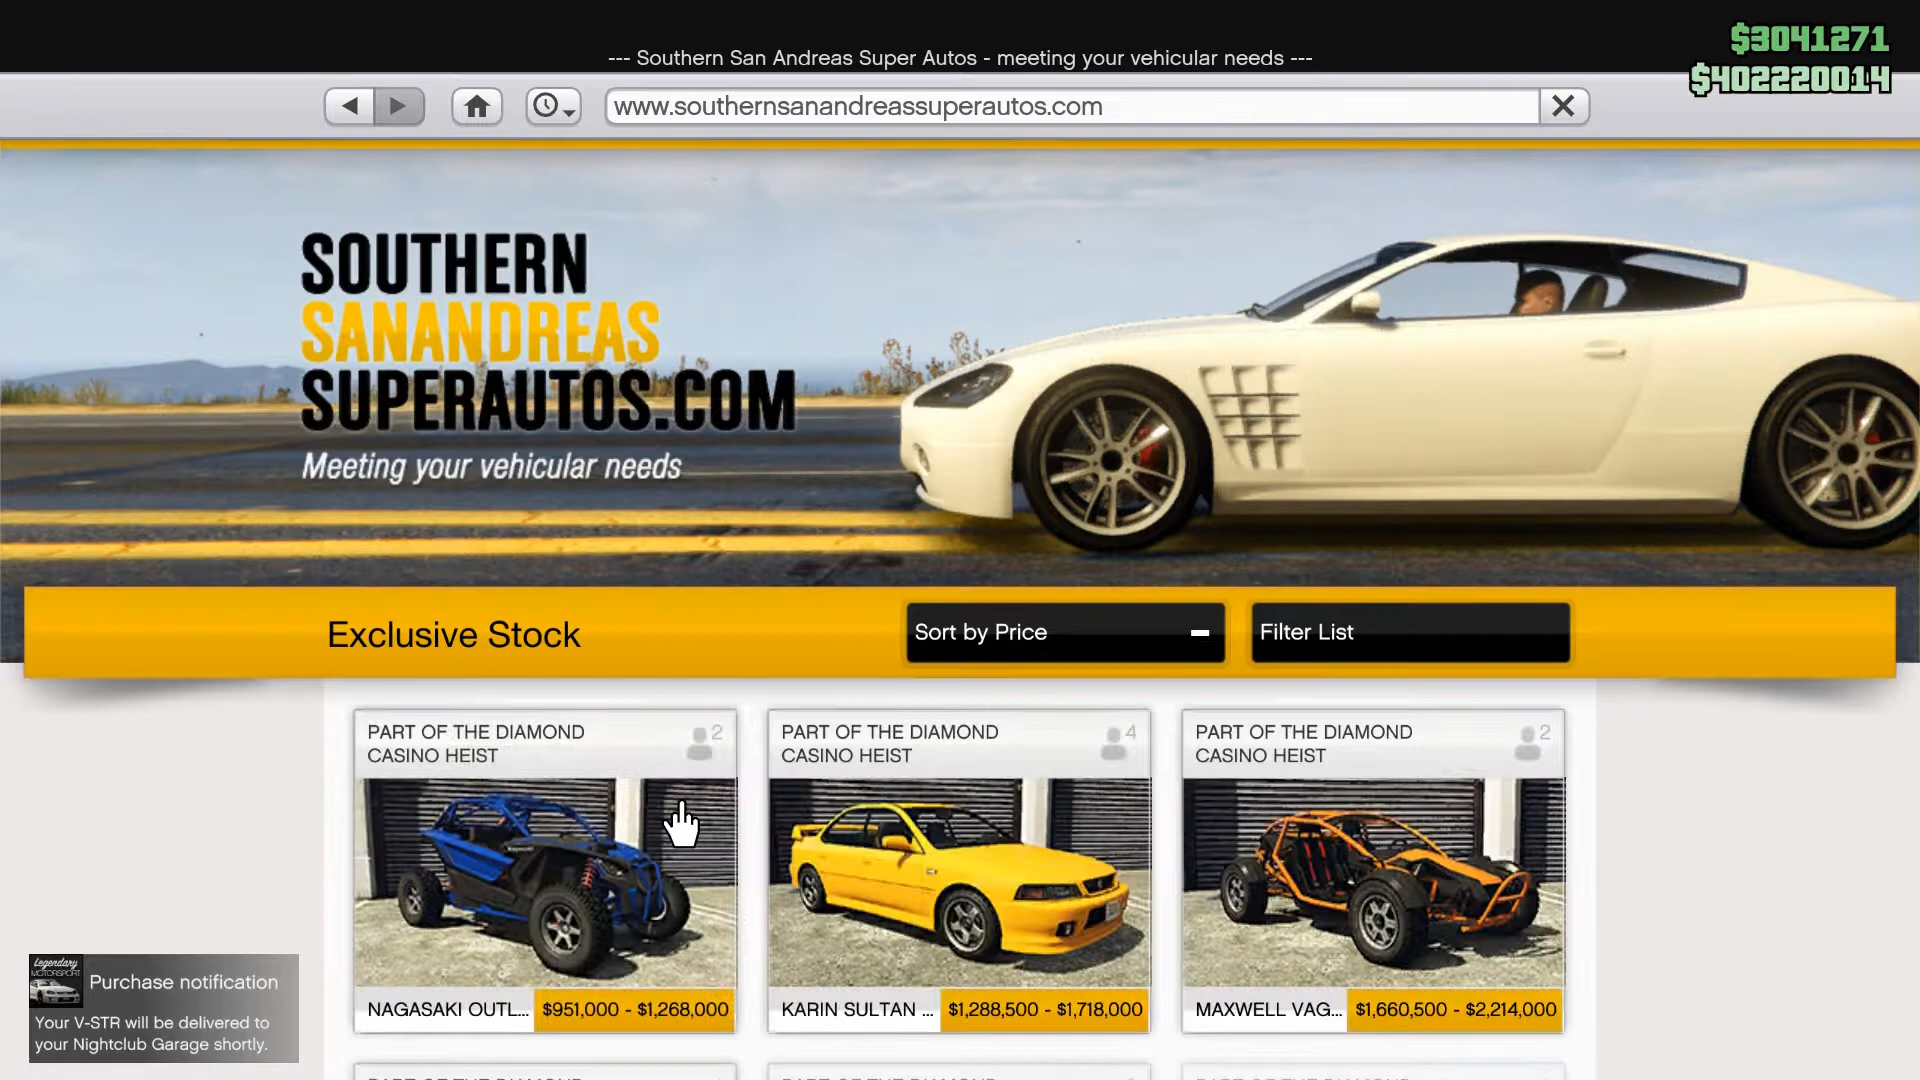 --- Southern San Andreas Super Autos - meeting your vehicular needs ---
$3041271
$402220014
www.southernsanandreassuperautos.com
SOUTHERN
SANANDREAS
SUPERAUTOS.COM
Meeting your vehicular needs
Exclusive Stock
Sort by Price
Filter List
PART OF THE DIAMOND
CASINO HEIST
2
PART OF THE DIAMOND
CASINO HEIST
4
PART OF THE DIAMOND
CASINO HEIST
2
NAGASAKI OUTL...
$951,000 - $1,268,000
KARIN SULTAN ...
$1,288,500 - $1,718,000
MAXWELL VAG...
$1,660,500 - $2,214,000
Legendary
MOTORSPORT
Purchase notification
Your V-STR will be delivered to
your Nightclub Garage shortly.